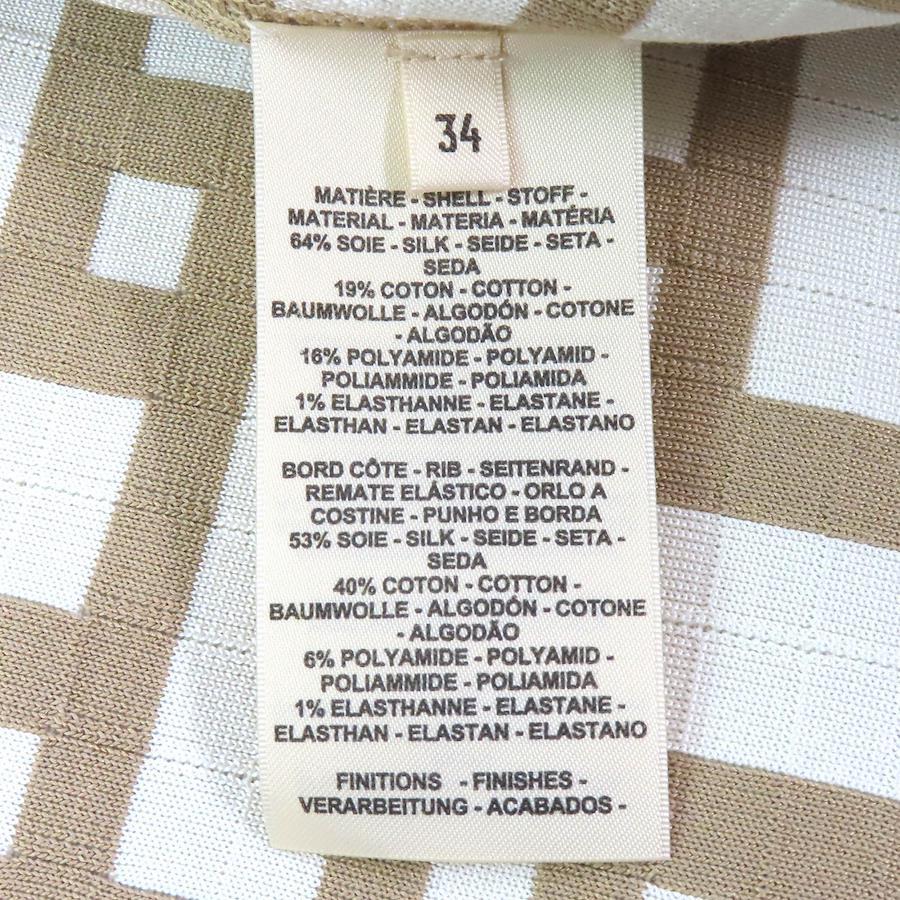 34
MATIÈRE - SHELL - STOFF -
MATERIAL - MATERIA - MATÉRIA
64% SOIE - SILK - SEIDE - SETA -
SEDA
19% COTON - COTTON -
BAUMWOLLE - ALGODÓN - COTONE
- ALGODÃO
16% POLYAMIDE - POLYAMID -
POLIAMMIDE - POLIAMIDA
1% ELASTHANNE - ELASTANE -
ELASTHAN - ELASTAN - ELASTANO
BORD CÔTE - RIB - SEITENRAND -
REMATE ELÁSTICO - ORLO A
COSTINE - PUNHO E BORDA
53% SOIE - SILK - SEIDE - SETA -
SEDA
40% COTON - COTTON -
BAUMWOLLE - ALGODÓN - COTONE
- ALGODÃO
6% POLYAMIDE - POLYAMID -
POLIAMMIDE - POLIAMIDA
1% ELASTHANNE - ELASTANE -
ELASTHAN - ELASTAN - ELASTANO
FINITIONS - FINISHES -
VERARBEITUNG - ACABADOS -